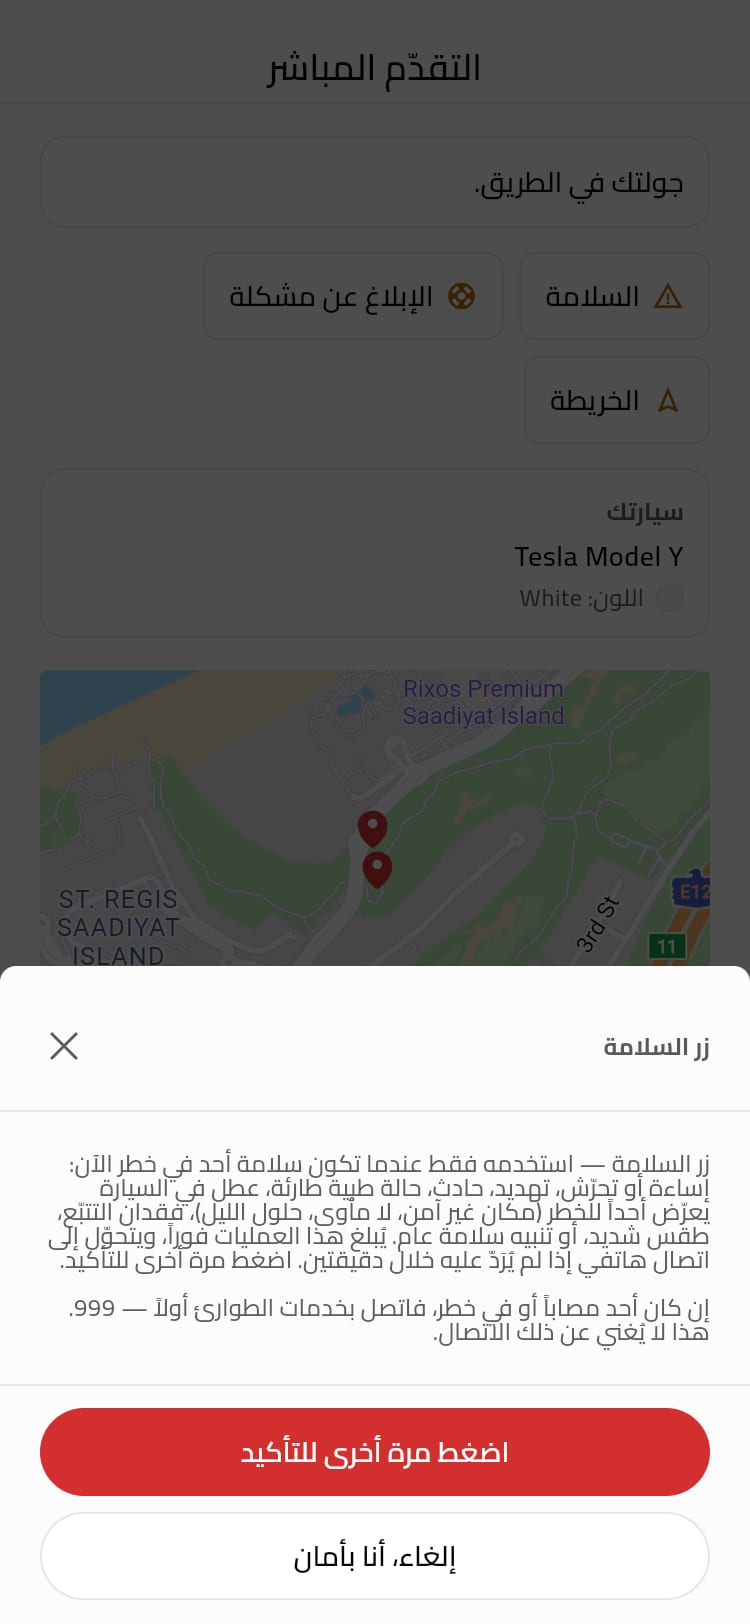 التقدّم المباشر
جولتك في الطريق.
السلامة
الإبلاغ عن مشكلة
الخريطة
سيارتك
Tesla Model Y
اللون: White
Rixos Premium
Saadiyat Island
ST. REGIS
SAADIYAT
ISLAND
3rd St
E12
11
زر السلامة
زر السلامة — استخدمه فقط عندما تكون سلامة أحد في خطر الآن:
إساءة أو تحرّش، تهديد، حادث، حالة طبية طارئة، عطل في السيارة
يعرّض أحداً للخطر (مكان غير آمن، لا مأوى، حلول الليل)، فقدان التتبّع،
طقس شديد، أو تنبيه سلامة عام. يُبلغ هذا العمليات فوراً، ويتحوّل إلى
اتصال هاتفي إذا لم يُرَدّ عليه خلال دقيقتين. اضغط مرة أخرى للتأكيد.
إن كان أحد مصاباً أو في خطر، فاتصل بخدمات الطوارئ أولاً — 999.
هذا لا يُغني عن ذلك الاتصال.
اضغط مرة أخرى للتأكيد
إلغاء، أنا بأمان